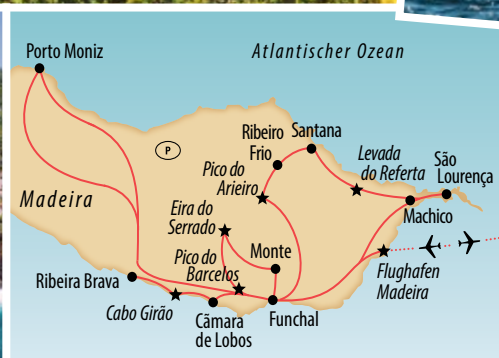 Porto Moniz
Atlantischer Ozean
P
Ribeiro
Frio
Santana
Pico do
Arieiro
Levada
do Referta
São
Lourença
Madeira
Eira do
Serrado
Machico
Pico do
Barcelos
Monte
Flughafen
Madeira
Ribeira Brava
Cabo Girão
Cãmara
de Lobos
Funchal